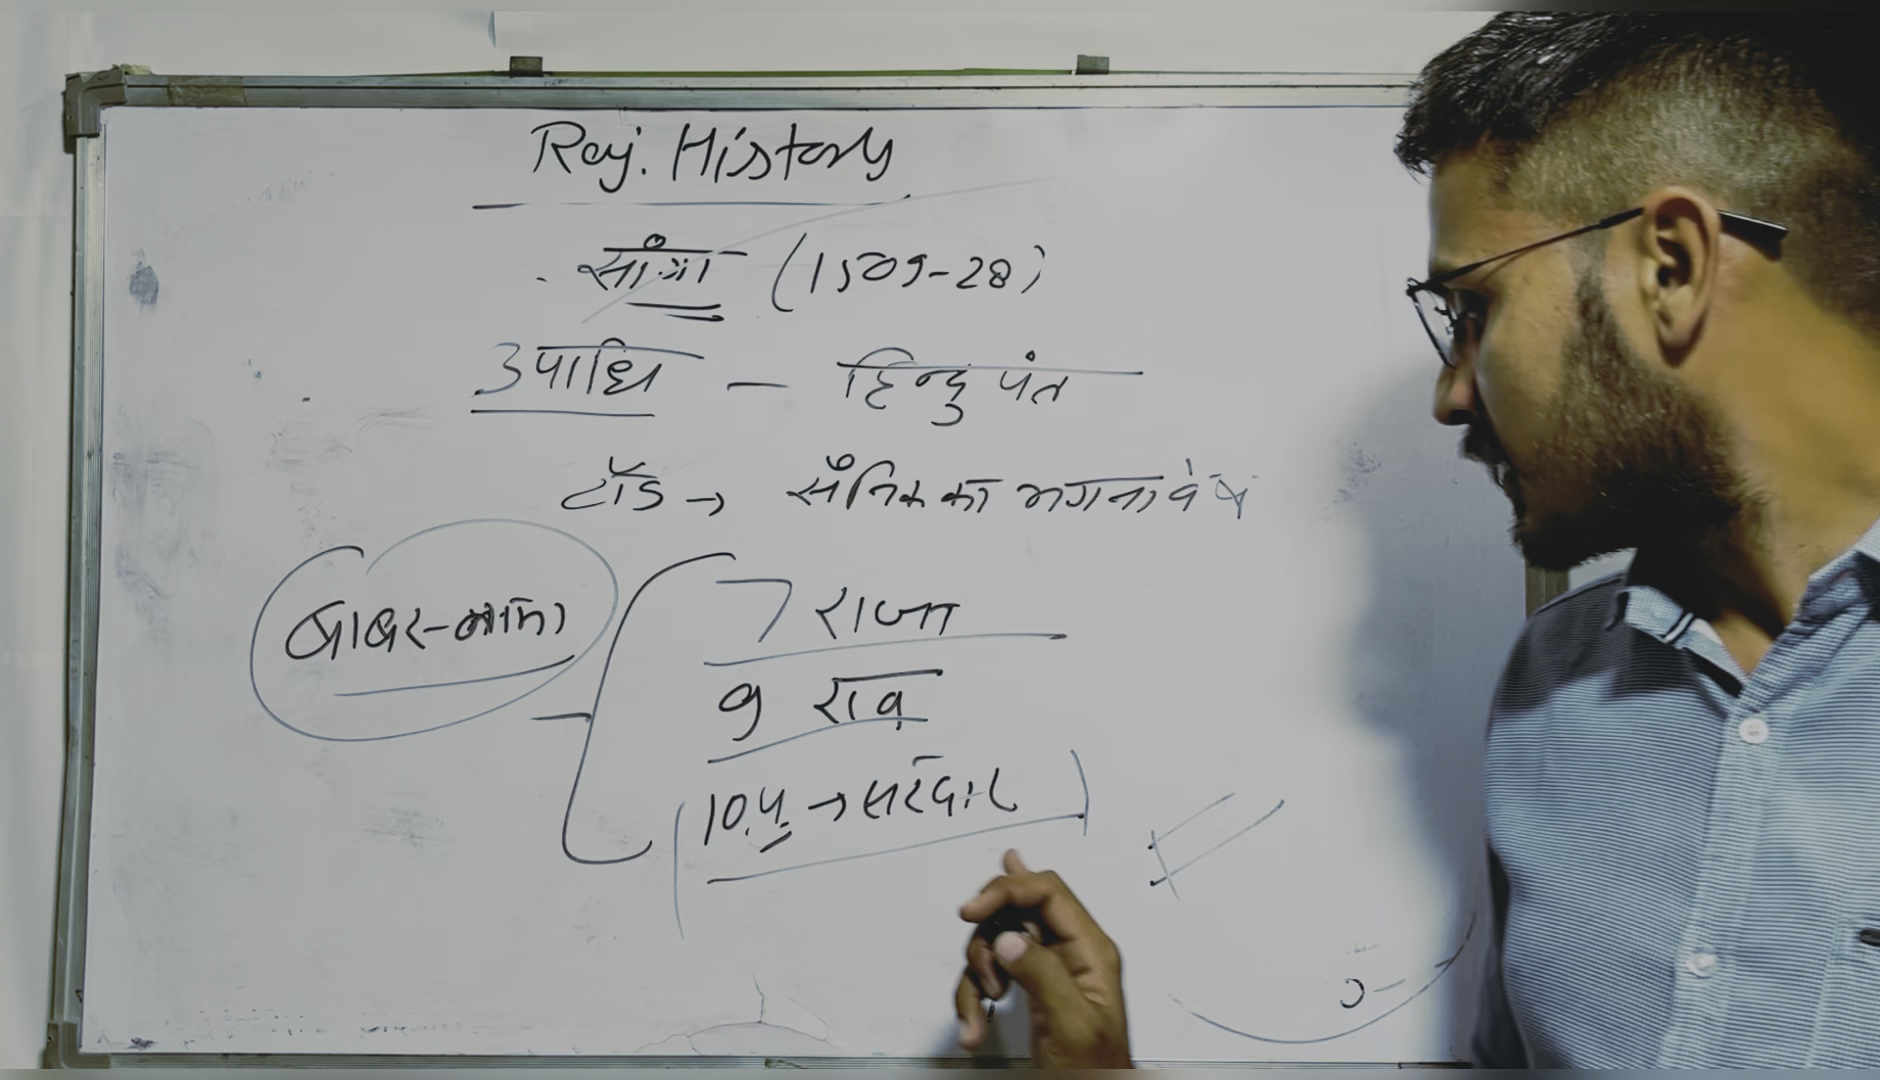 Raj. History
सांगा (1509-28)
उपाधि - हिन्दु पंत
टॉड → सैनिक का भग्नावशेष
बाबर-नामा
7 राजा
9 राव
104 → सरदार